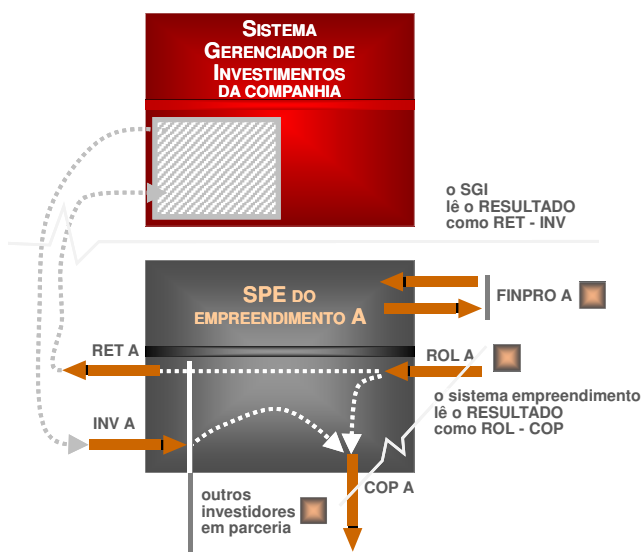 SISTEMA
GERENCIADOR DE
INVESTIMENTOS
DA COMPANHIA
o SGI
lê o RESULTADO
como RET - INV
SPE DO
EMPREENDIMENTO A
FINPRO A
RET A
ROL A
o sistema empreendimento
lê o RESULTADO
como ROL - COP
INV A
COP A
outros
investidores
em parceria